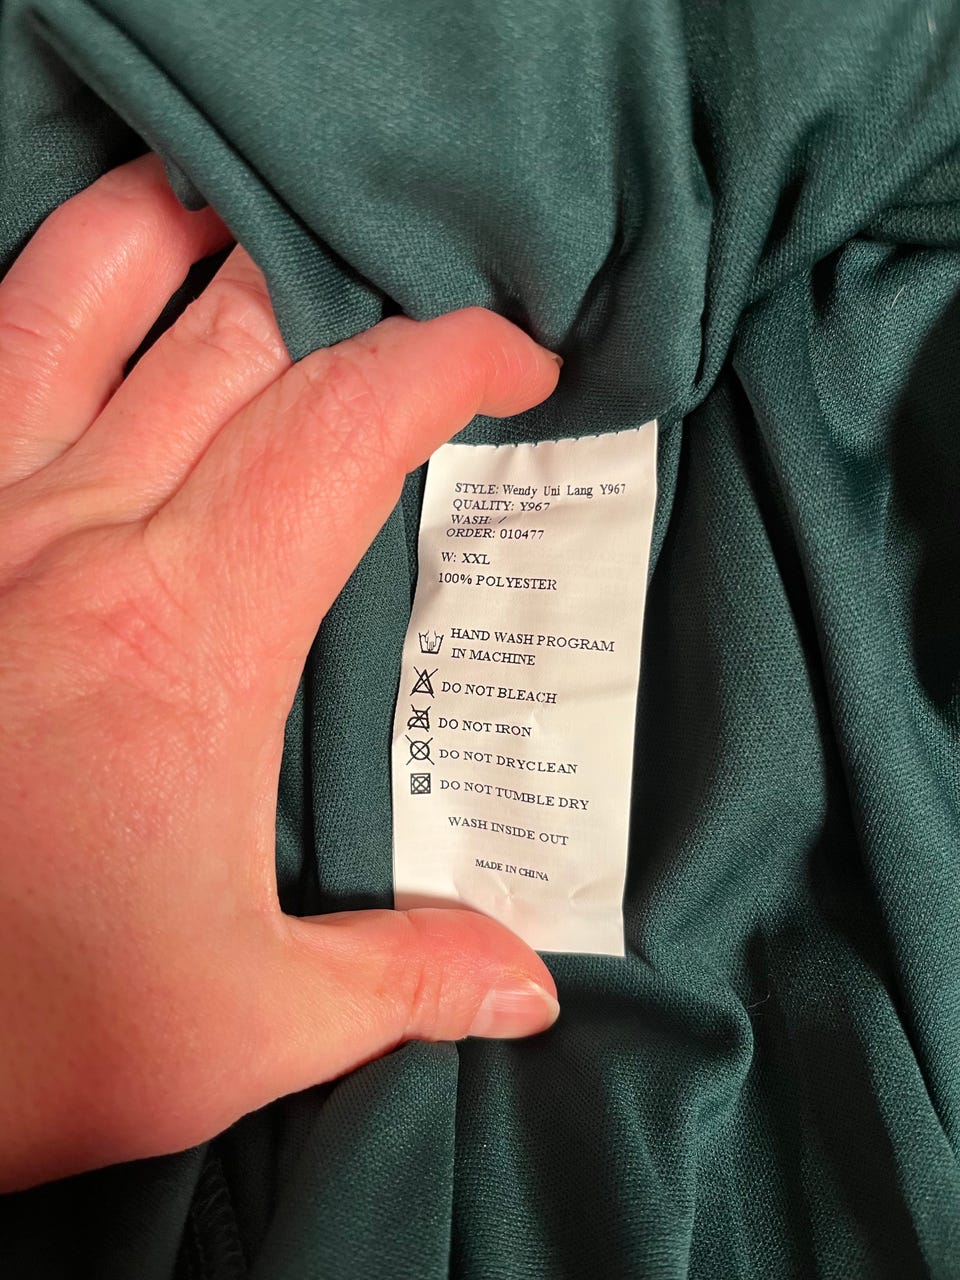 STYLE: Wendy Uni Lang Y967
QUALITY: Y967
WASH: /
ORDER: 010477
W: XXL
100% POLYESTER
HAND WASH PROGRAM
IN MACHINE
DO NOT BLEACH
DO NOT IRON
DO NOT DRYCLEAN
DO NOT TUMBLE DRY
WASH INSIDE OUT
MADE IN CHINA